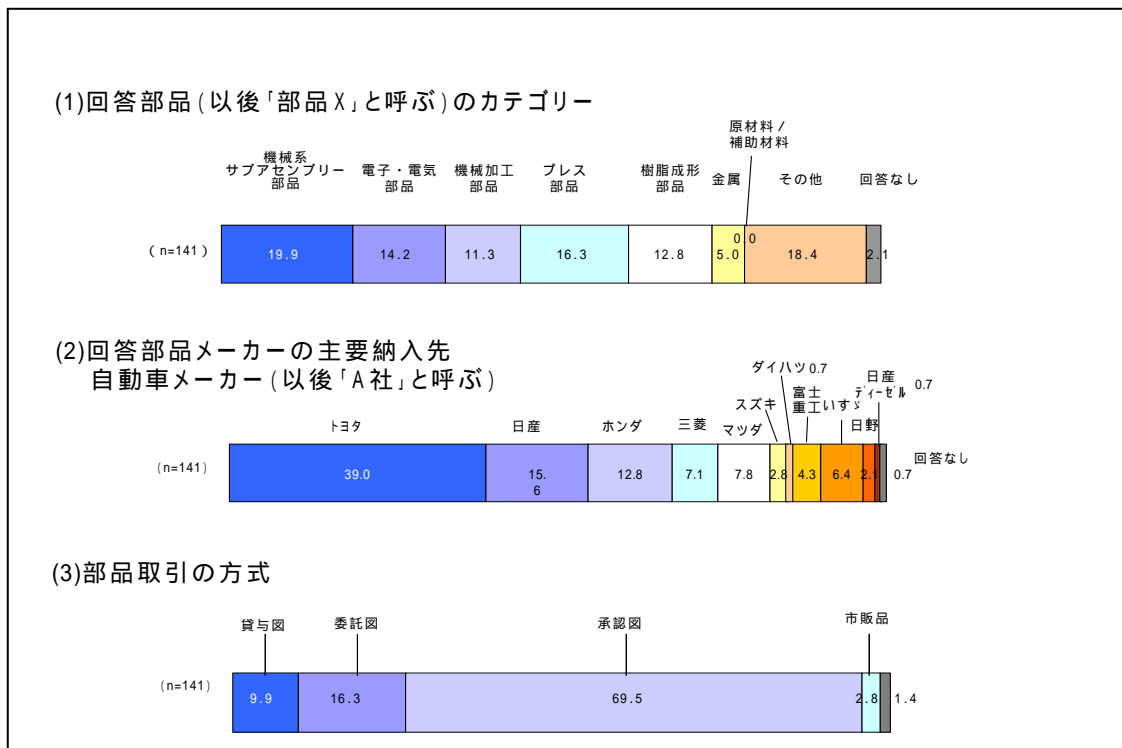 (1)回答部品(以後「部品X」と呼ぶ)のカテゴリー
機械系
サブアセンブリー
部品
電子・電気
部品
機械加工
部品
プレス
部品
樹脂成形
部品
金属
原材料/
補助材料
その他
回答なし
(n=141)
19.9
14.2
11.3
16.3
12.8
5.0
0.0
18.4
2.1
(2)回答部品メーカーの主要納入先
自動車メーカー(以後「A社」と呼ぶ)
トヨタ
日産
ホンダ
三菱
マツダ
スズキ
ダイハツ 0.7
富士
重工
いすゞ
日野
日産
ディーゼル 0.7
回答なし
(n=141)
39.0
15.
6
12.8
7.1
7.8
2.8
4.3
6.4
2.1
0.7
(3)部品取引の方式
貸与図
委託図
承認図
市販品
(n=141)
9.9
16.3
69.5
2.8
1.4